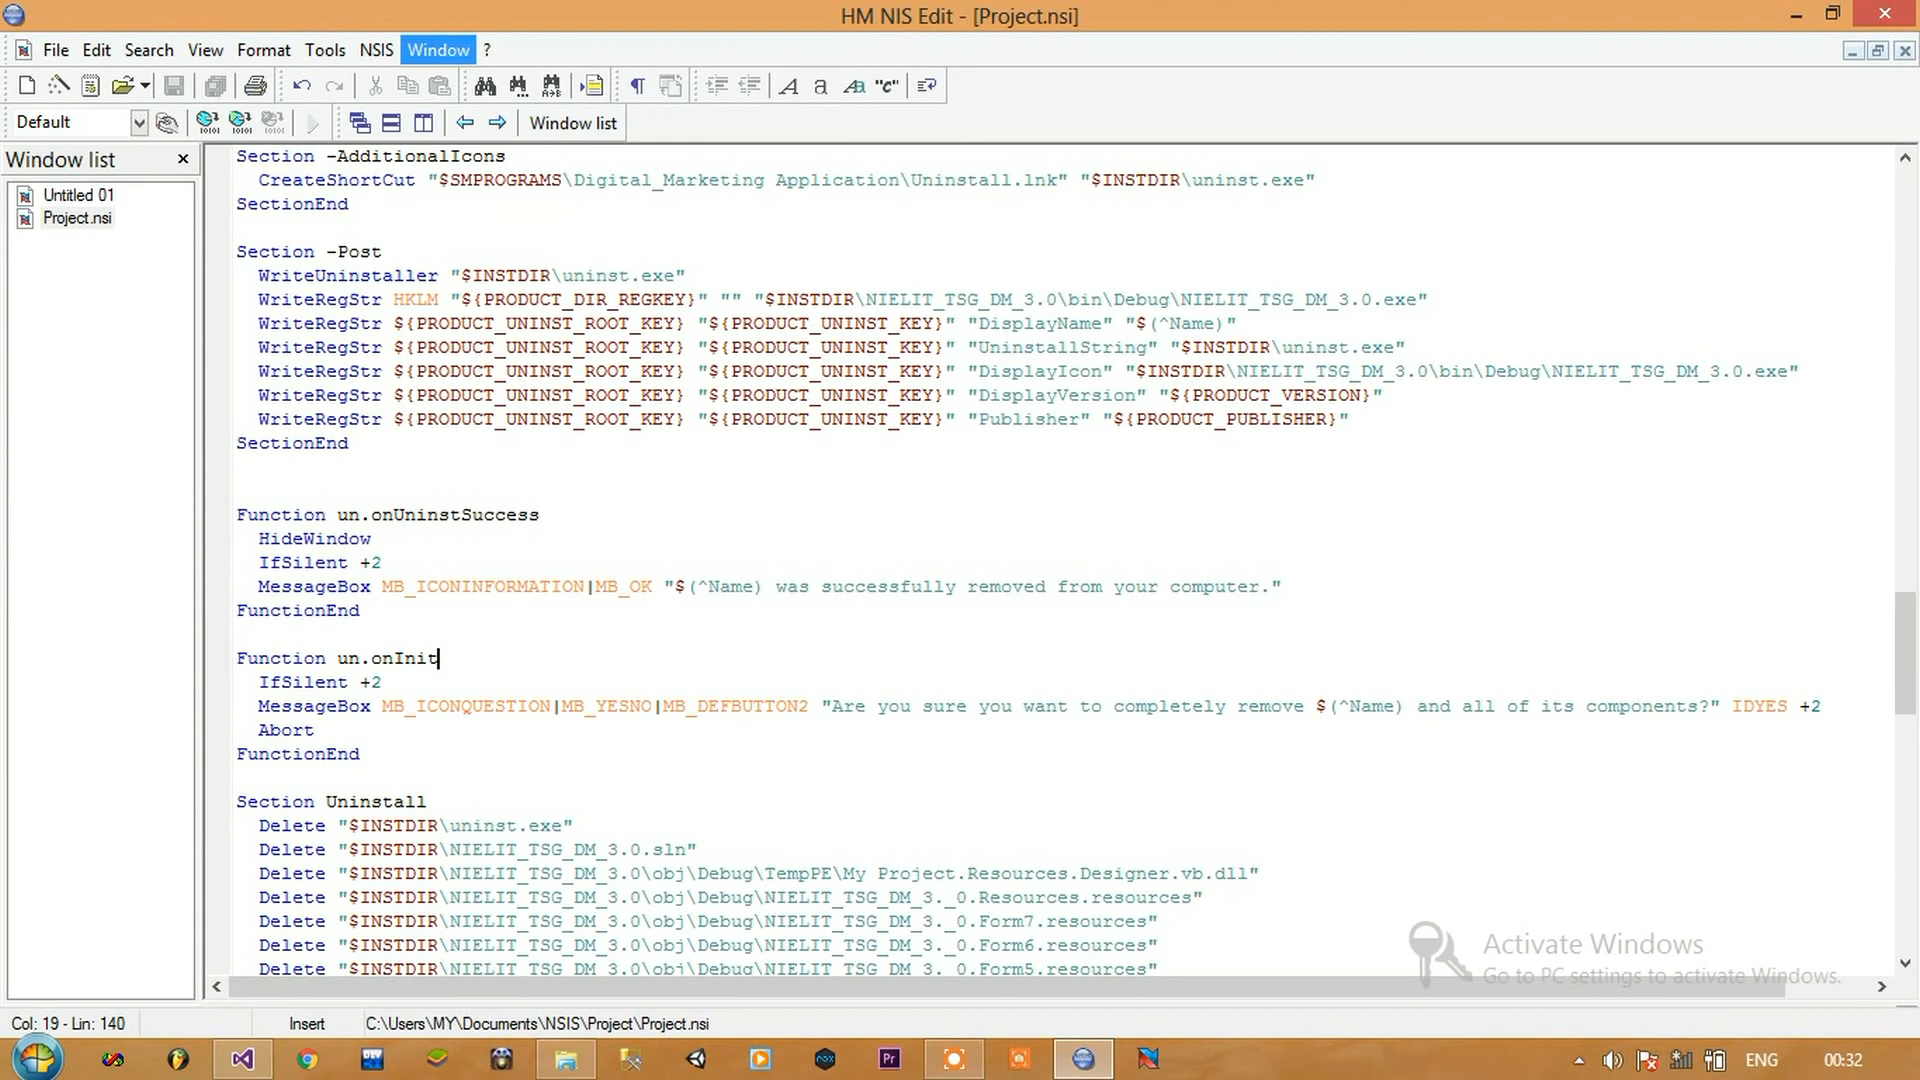 HM NIS Edit - [Project.nsi]
File Edit Search View Format Tools NSIS Window ?
Default
Window list
Window list
Untitled 01
Project.nsi
Section -AdditionalIcons
CreateShortCut "$SMPROGRAMS\Digital_Marketing Application\Uninstall.lnk" "$INSTDIR\uninst.exe"
SectionEnd
Section -Post
WriteUninstaller "$INSTDIR\uninst.exe"
WriteRegStr HKLM "${PRODUCT_DIR_REGKEY}" "" "$INSTDIR\NIELIT_TSG_DM_3.0\bin\Debug\NIELIT_TSG_DM_3.0.exe"
WriteRegStr ${PRODUCT_UNINST_ROOT_KEY} "${PRODUCT_UNINST_KEY}" "DisplayName" "$(^Name)"
WriteRegStr ${PRODUCT_UNINST_ROOT_KEY} "${PRODUCT_UNINST_KEY}" "UninstallString" "$INSTDIR\uninst.exe"
WriteRegStr ${PRODUCT_UNINST_ROOT_KEY} "${PRODUCT_UNINST_KEY}" "DisplayIcon" "$INSTDIR\NIELIT_TSG_DM_3.0\bin\Debug\NIELIT_TSG_DM_3.0.exe"
WriteRegStr ${PRODUCT_UNINST_ROOT_KEY} "${PRODUCT_UNINST_KEY}" "DisplayVersion" "${PRODUCT_VERSION}"
WriteRegStr ${PRODUCT_UNINST_ROOT_KEY} "${PRODUCT_UNINST_KEY}" "Publisher" "${PRODUCT_PUBLISHER}"
SectionEnd
Function un.onUninstSuccess
HideWindow
IfSilent +2
MessageBox MB_ICONINFORMATION|MB_OK "$(^Name) was successfully removed from your computer."
FunctionEnd
Function un.onInit
IfSilent +2
MessageBox MB_ICONQUESTION|MB_YESNO|MB_DEFBUTTON2 "Are you sure you want to completely remove $(^Name) and all of its components?" IDYES +2
Abort
FunctionEnd
Section Uninstall
Delete "$INSTDIR\uninst.exe"
Delete "$INSTDIR\NIELIT_TSG_DM_3.0.sln"
Delete "$INSTDIR\NIELIT_TSG_DM_3.0\obj\Debug\TempPE\My Project.Resources.Designer.vb.dll"
Delete "$INSTDIR\NIELIT_TSG_DM_3.0\obj\Debug\NIELIT_TSG_DM_3._0.Resources.resources"
Delete "$INSTDIR\NIELIT_TSG_DM_3.0\obj\Debug\NIELIT_TSG_DM_3._0.Form7.resources"
Delete "$INSTDIR\NIELIT_TSG_DM_3.0\obj\Debug\NIELIT_TSG_DM_3._0.Form6.resources"
Delete "$INSTDIR\NIELIT_TSG_DM_3.0\obj\Debug\NIELIT_TSG_DM_3._0.Form5.resources"
Activate Windows
Go to PC settings to activate Windows.
Col: 19 - Lin: 140 Insert C:\Users\MY\Documents\NSIS\Project\Project.nsi
ENG 00:32